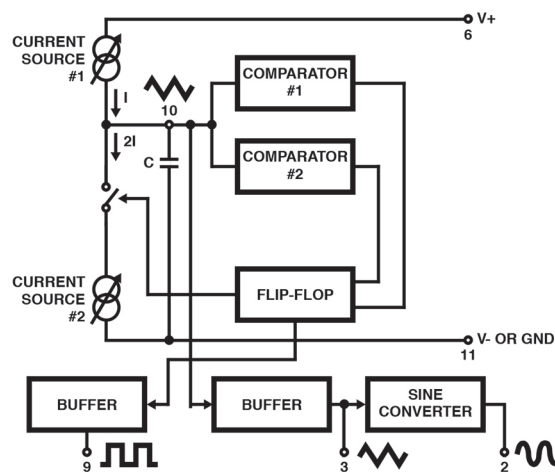 V+
6
CURRENT
SOURCE
#1
I
10
2I
C
COMPARATOR
#1
COMPARATOR
#2
CURRENT
SOURCE
#2
FLIP-FLOP
V- OR GND
11
BUFFER
BUFFER
SINE
CONVERTER
9
3
2